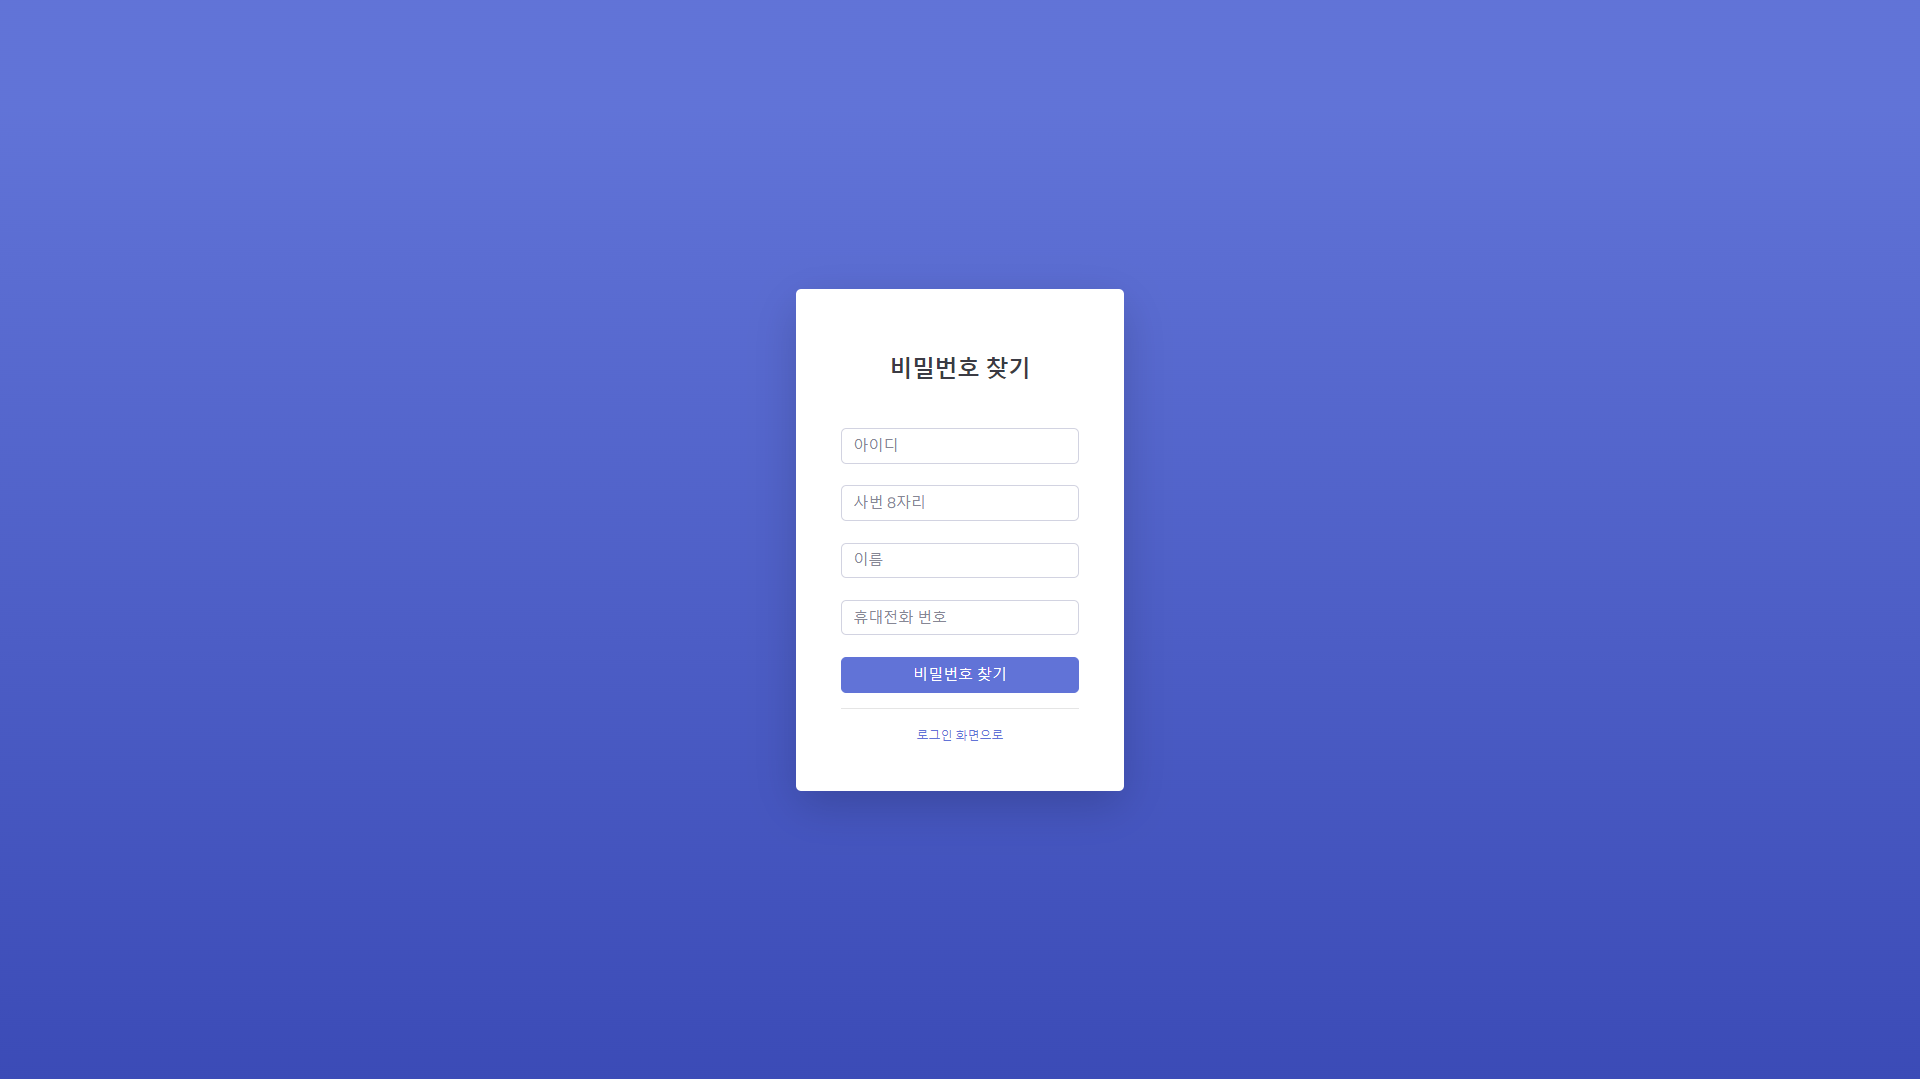 비밀번호 찾기
아이디
사번 8자리
이름
휴대전화 번호
비밀번호 찾기
로그인 화면으로